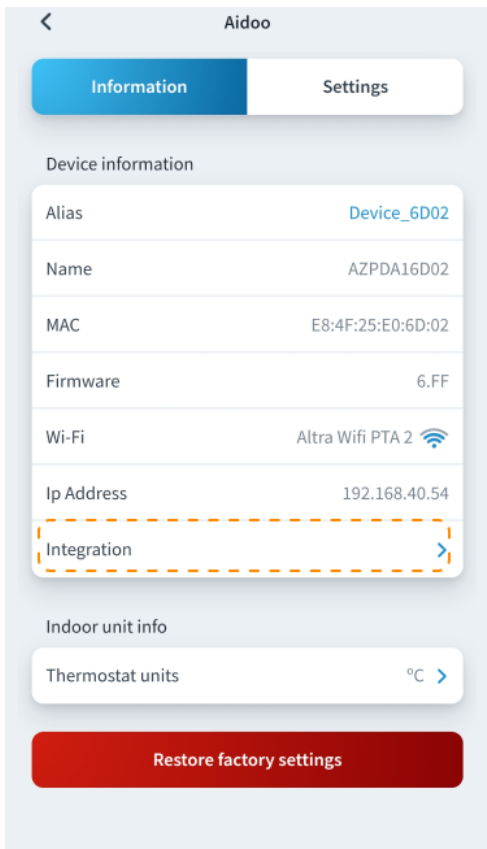 Aidoo
Information Settings
Device information
Alias Device_6D02
Name AZPDA16D02
MAC E8:4F:25:E0:6D:02
Firmware 6.FF
Wi-Fi Altra Wifi PTA 2
Ip Address 192.168.40.54
Integration
Indoor unit info
Thermostat units ºC
Restore factory settings